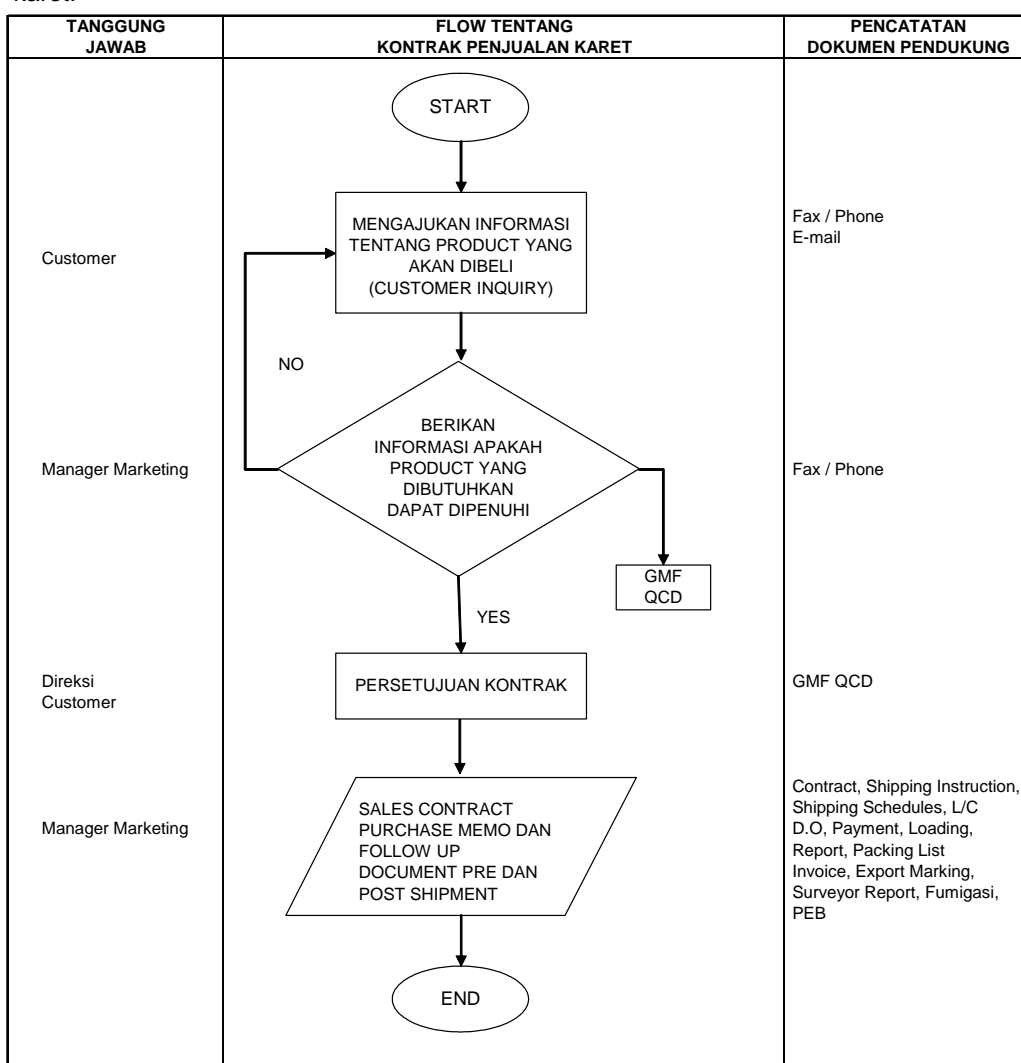 TANGGUNG
JAWAB
FLOW TENTANG
KONTRAK PENJUALAN KARET
PENCATATAN
DOKUMEN PENDUKUNG
START
Customer
MENGAJUKAN INFORMASI
TENTANG PRODUCT YANG
AKAN DIBELI
(CUSTOMER INQUIRY)
Fax / Phone
E-mail
NO
Manager Marketing
BERIKAN
INFORMASI APAKAH
PRODUCT YANG
DIBUTUHKAN
DAPAT DIPENUHI
Fax / Phone
GMF
QCD
YES
Direksi
Customer
PERSETUJUAN KONTRAK
GMF QCD
Manager Marketing
SALES CONTRACT
PURCHASE MEMO DAN
FOLLOW UP
DOCUMENT PRE DAN
POST SHIPMENT
Contract, Shipping Instruction,
Shipping Schedules, L/C
D.O, Payment, Loading,
Report, Packing List
Invoice, Export Marking,
Surveyor Report, Fumigasi,
PEB
END